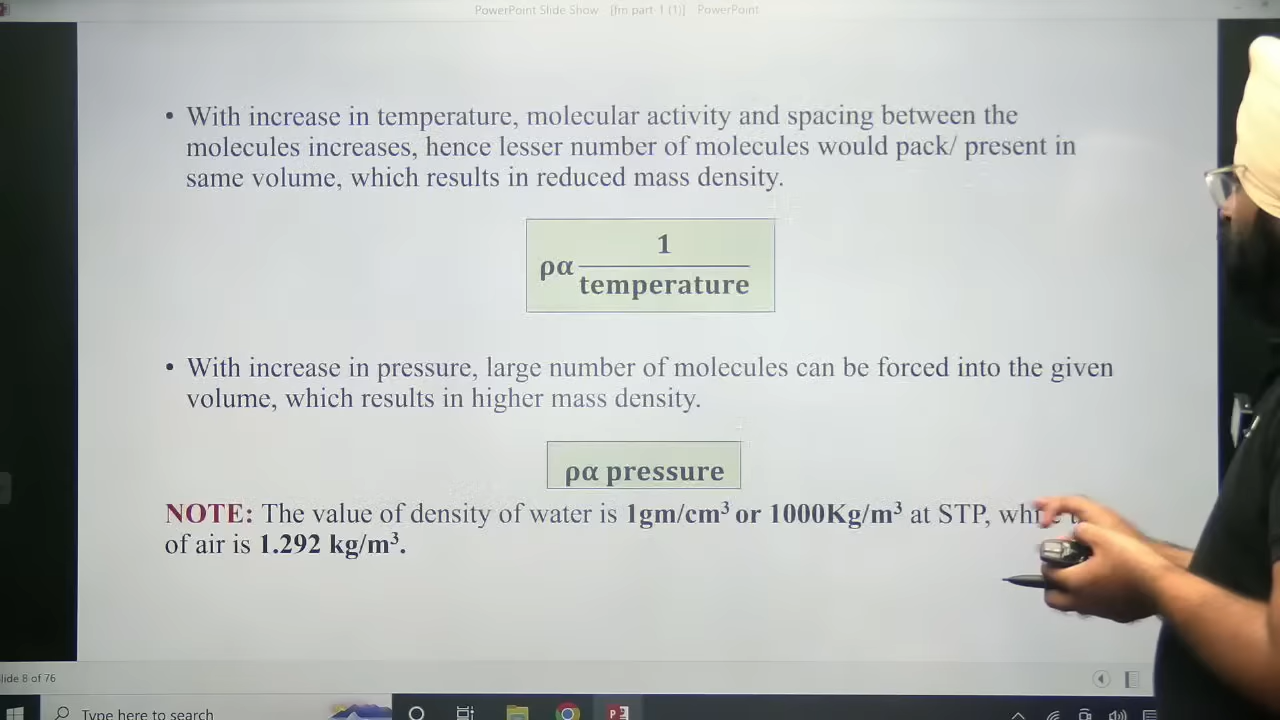 PowerPoint Slide Show - [fm part-1 (1)] - PowerPoint
• With increase in temperature, molecular activity and spacing between the
molecules increases, hence lesser number of molecules would pack/ present in
same volume, which results in reduced mass density.
ρα 1
temperature
• With increase in pressure, large number of molecules can be forced into the given
volume, which results in higher mass density.
ρα pressure
NOTE: The value of density of water is 1gm/cm³ or 1000Kg/m³ at STP,
of air is 1.292 kg/m³.
lide 8 of 76
Type here to search